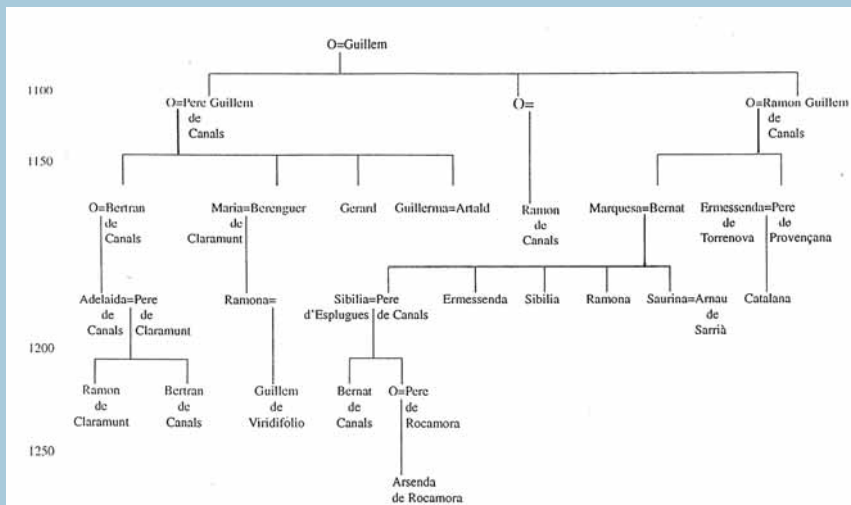 O=Guillem
1100
O=Pere Guillem
de
Canals
O=
O=Ramon Guillem
de
Canals
1150
O=Bertran
de
Canals
Maria=Berenguer
de
Claramunt
Gerard
Guillerma=Artald
Ramon
de
Canals
Marquesa=Bernat
Ermessenda=Pere
de de
Torrenova Provençana
Adelaida=Pere
de de
Canals Claramunt
Ramona=
Sibilia=Pere
d'Esplugues de Canals
Ermessenda
Sibilia
Ramona
Saurina=Arnau
de
Sarrià
Catalana
1200
Ramon
de
Claramunt
Bertran
de Canals
Guillem
de
Viridifolio
Bernat
de
Canals
O=Pere
de
Rocamora
1250
Arsenda
de Rocamora